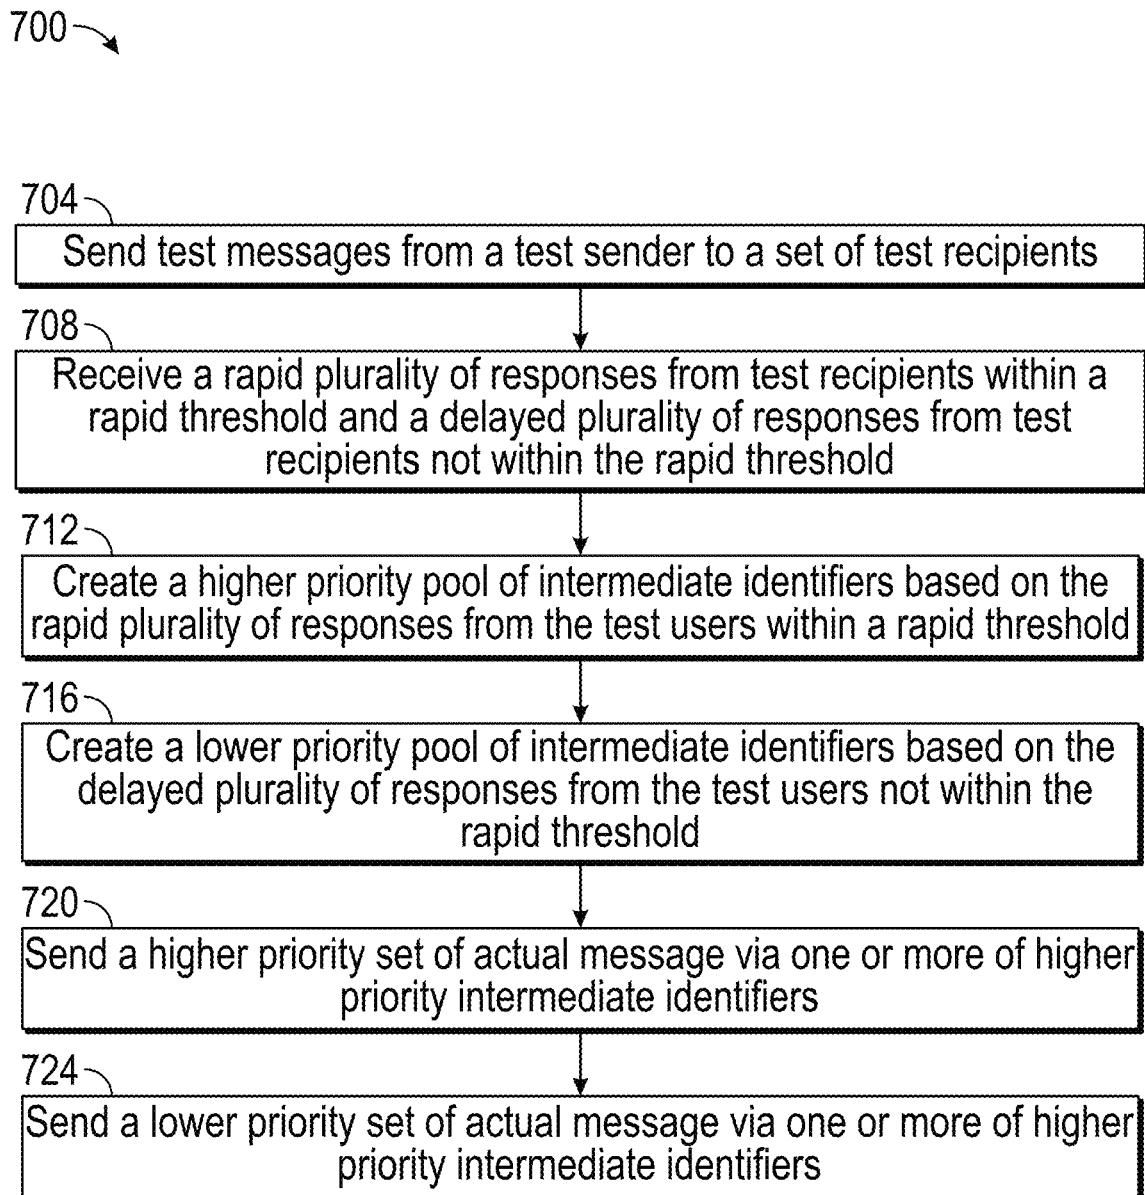 700
704
Send test messages from a test sender to a set of test recipients
708
Receive a rapid plurality of responses from test recipients within a
rapid threshold and a delayed plurality of responses from test
recipients not within the rapid threshold
712
Create a higher priority pool of intermediate identifiers based on the
rapid plurality of responses from the test users within a rapid threshold
716
Create a lower priority pool of intermediate identifiers based on the
delayed plurality of responses from the test users not within the
rapid threshold
720
Send a higher priority set of actual message via one or more of higher
priority intermediate identifiers
724
Send a lower priority set of actual message via one or more of higher
priority intermediate identifiers